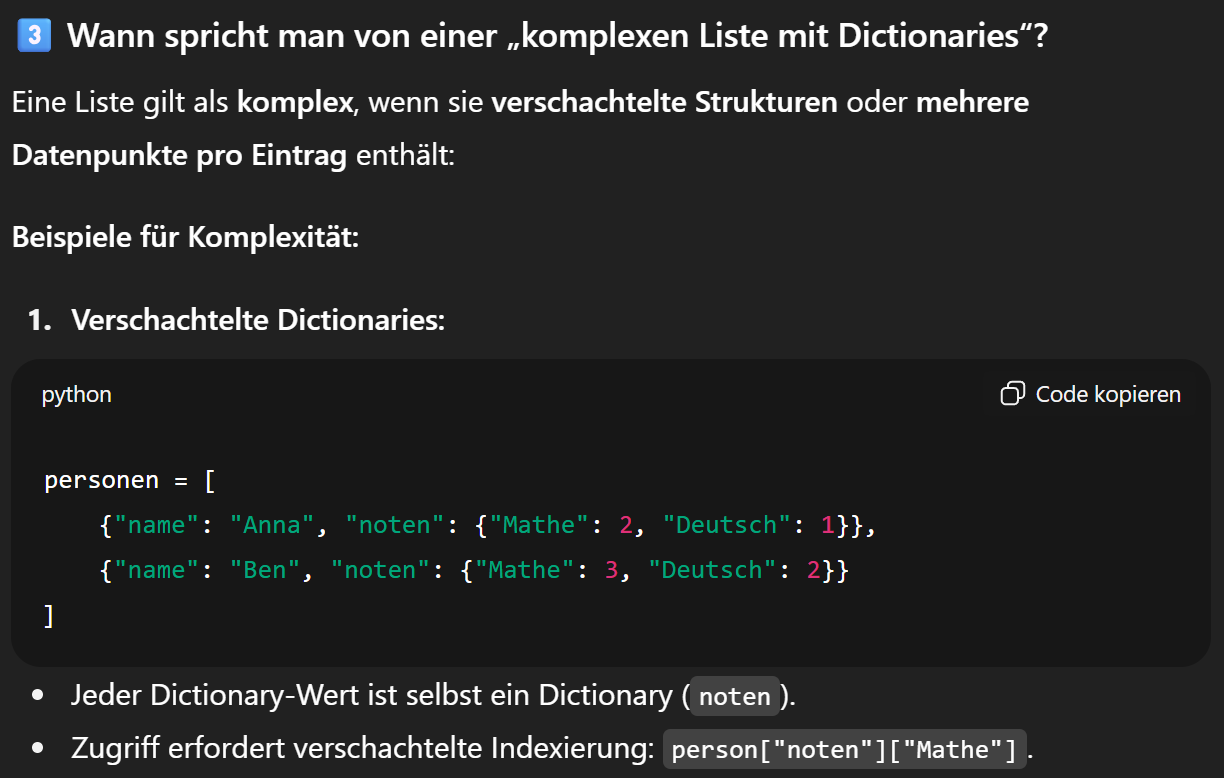 3 Wann spricht man von einer „komplexen Liste mit Dictionaries“?
Eine Liste gilt als komplex, wenn sie verschachtelte Strukturen oder mehrere
Datenpunkte pro Eintrag enthält:
Beispiele für Komplexität:
1. Verschachtelte Dictionaries:
python
Code kopieren
personen = [
    {"name": "Anna", "noten": {"Mathe": 2, "Deutsch": 1}},
    {"name": "Ben", "noten": {"Mathe": 3, "Deutsch": 2}}
]
• Jeder Dictionary-Wert ist selbst ein Dictionary (noten).
• Zugriff erfordert verschachtelte Indexierung: person["noten"]["Mathe"].